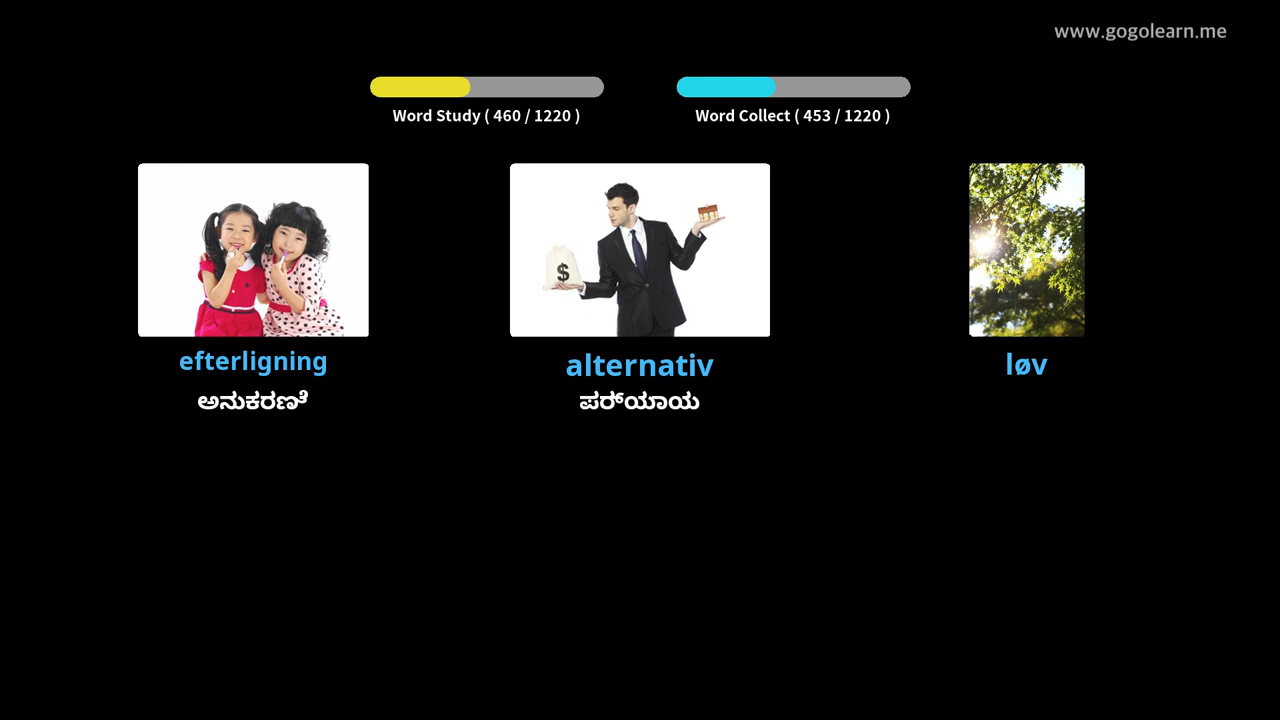 www.gogolearn.me
Word Study ( 460 / 1220 )
Word Collect ( 453 / 1220 )
$
efterligning
alternativ
løv
ಅನುಕರಣೆ
ಪರ್ಯಾಯ